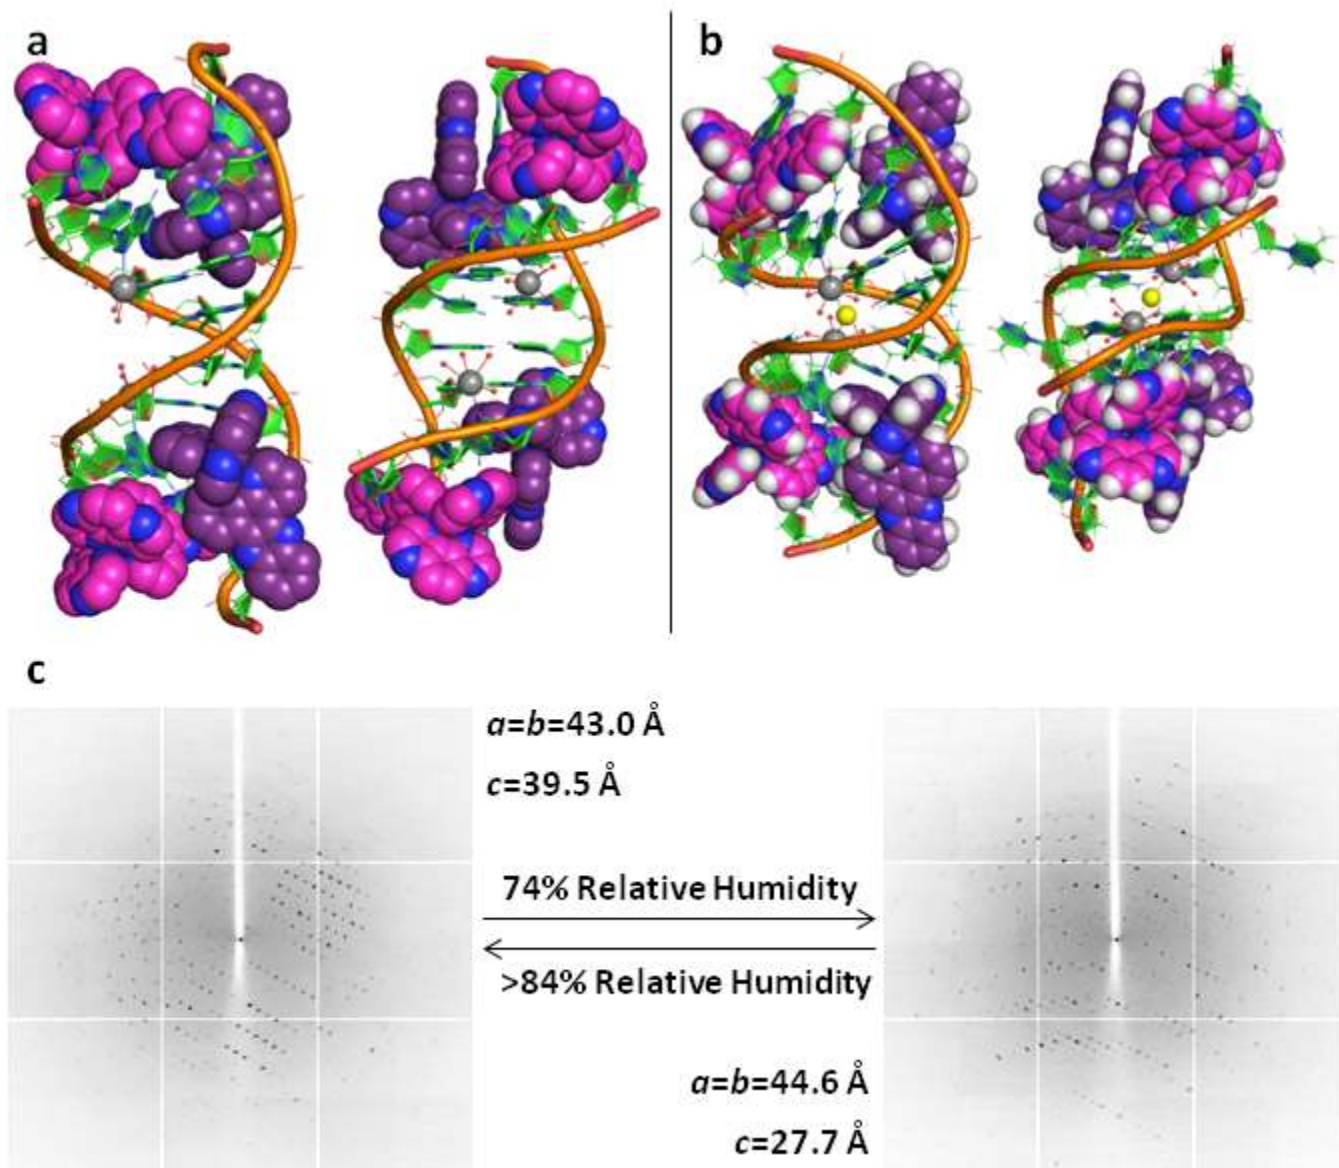 a
b
c
a=b=43.0 Å
c=39.5 Å
74% Relative Humidity
>84% Relative Humidity
a=b=44.6 Å
c=27.7 Å